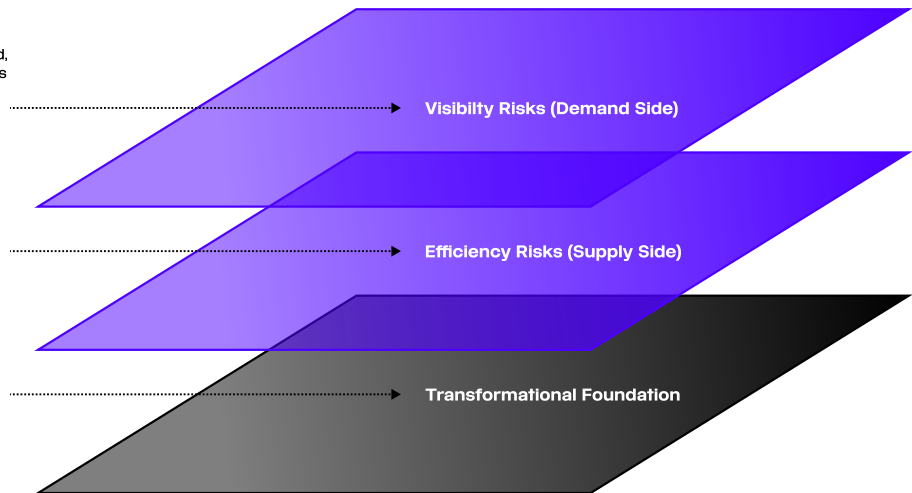 d,
s
Visibilty Risks (Demand Side)
Efficiency Risks (Supply Side)
Transformational Foundation